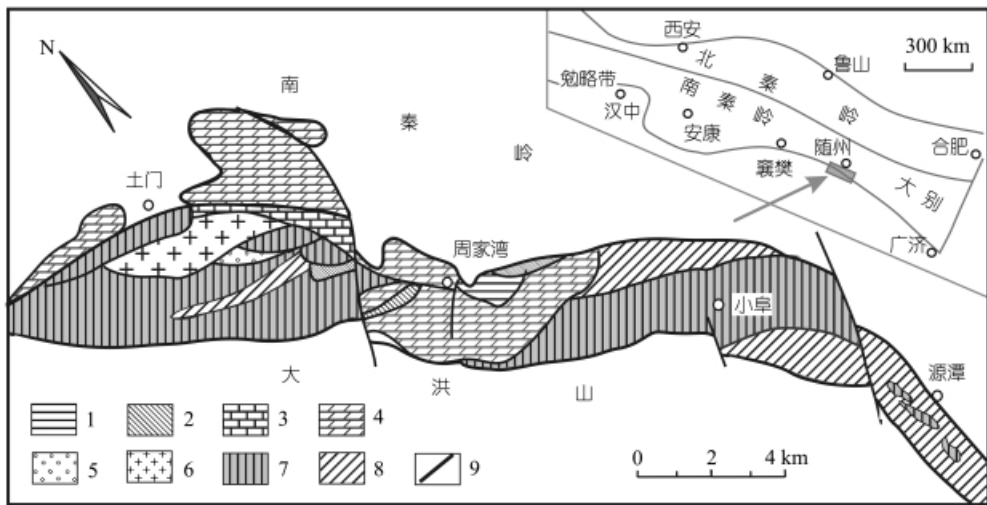 N
南
秦
岭
土门
周家湾
小阜
源潭
大
洪
山
西安
北
秦
岭
鲁山
300 km
勉略带
汉中
南
秦
岭
安康
襄樊
随州
合肥
大
别
广济
1
2
3
4
5
6
7
8
9
0 2 4 km